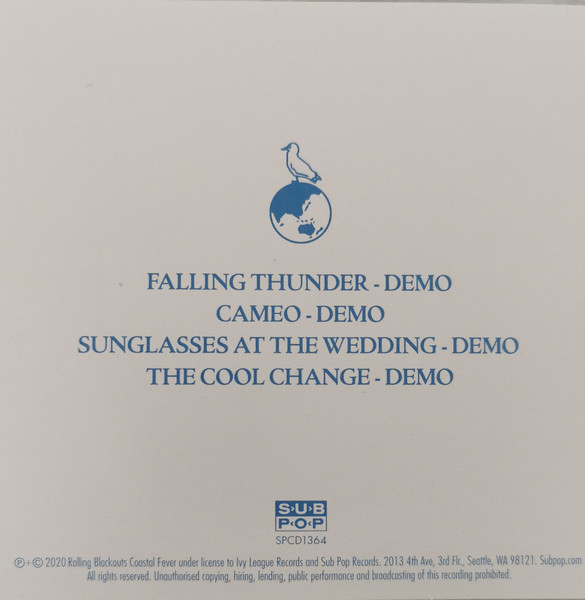 FALLING THUNDER - DEMO
CAMEO - DEMO
SUNGLASSES AT THE WEDDING - DEMO
THE COOL CHANGE - DEMO
S·U·B
P·O·P
SPCD1364
℗+© 2020 Rolling Blackouts Coastal Fever under license to Ivy League Records and Sub Pop Records. 2013 4th Ave, 3rd Flr., Seattle, WA 98121. Subpop.com
All rights reserved. Unauthorised copying, hiring, lending, public performance and broadcasting of this recording prohibited.